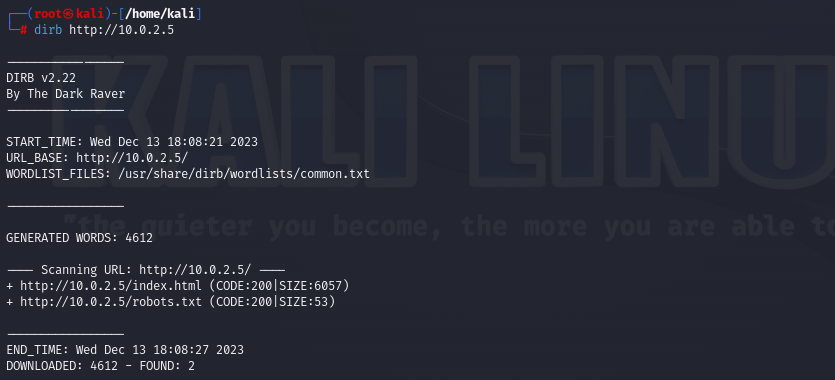 (root㉿kali)-[/home/kali]
# dirb http://10.0.2.5
-----------------
DIRB v2.22
By The Dark Raver
-----------------
START_TIME: Wed Dec 13 18:08:21 2023
URL_BASE: http://10.0.2.5/
WORDLIST_FILES: /usr/share/dirb/wordlists/common.txt
-----------------
GENERATED WORDS: 4612
---- Scanning URL: http://10.0.2.5/ ----
+ http://10.0.2.5/index.html (CODE:200|SIZE:6057)
+ http://10.0.2.5/robots.txt (CODE:200|SIZE:53)
-----------------
END_TIME: Wed Dec 13 18:08:27 2023
DOWNLOADED: 4612 - FOUND: 2
KALI LINU
"the quieter you become, the more you are able to